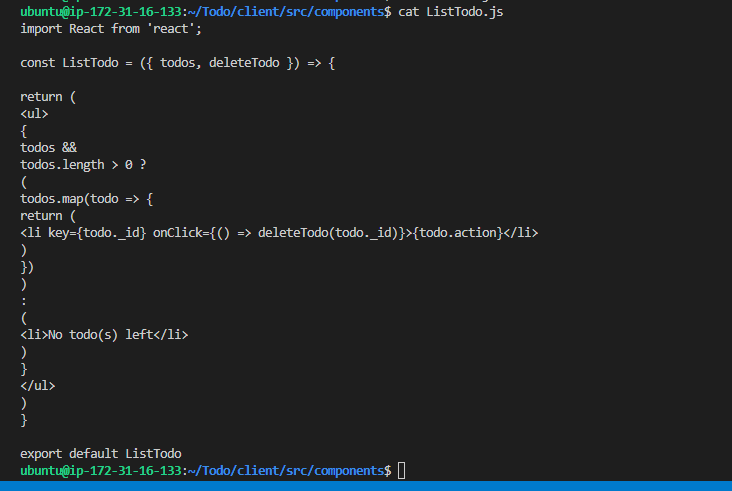 ubuntu@ip-172-31-16-133:~/Todo/client/src/components$ cat ListTodo.js
import React from 'react';
const ListTodo = ({ todos, deleteTodo }) => {
return (
<ul>
{
todos &&
todos.length > 0 ?
(
todos.map(todo => {
return (
<li key={todo._id} onClick={() => deleteTodo(todo._id)}>{todo.action}</li>
)
})
)
:
(
<li>No todo(s) left</li>
)
}
</ul>
)
}
export default ListTodo
ubuntu@ip-172-31-16-133:~/Todo/client/src/components$